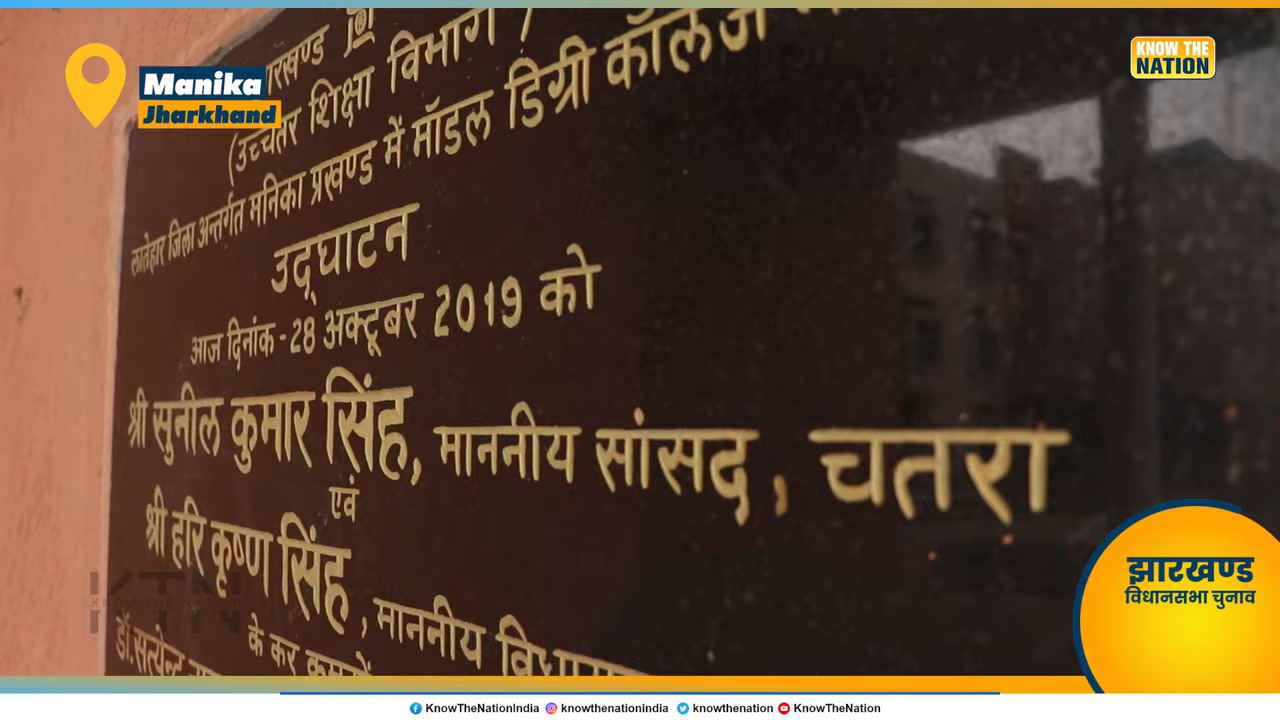 Manika
Jharkhand
KNOW THE
NATION
(उच्चतर शिक्षा विभाग)
लातेहार जिला अन्तर्गत मनिका प्रखण्ड में मॉडल डिग्री कॉलेज
उद्घाटन
आज दिनांक - 28 अक्टूबर 2019 को
श्री सुनील कुमार सिंह, माननीय सांसद, चतरा
एवं
श्री हरि कृष्ण सिंह, माननीय
के कर कमलों
डॉ. सत्येन्द्र
झारखण्ड
विधानसभा चुनाव
KnowTheNationIndia knowthenationindia knowthenation KnowTheNation